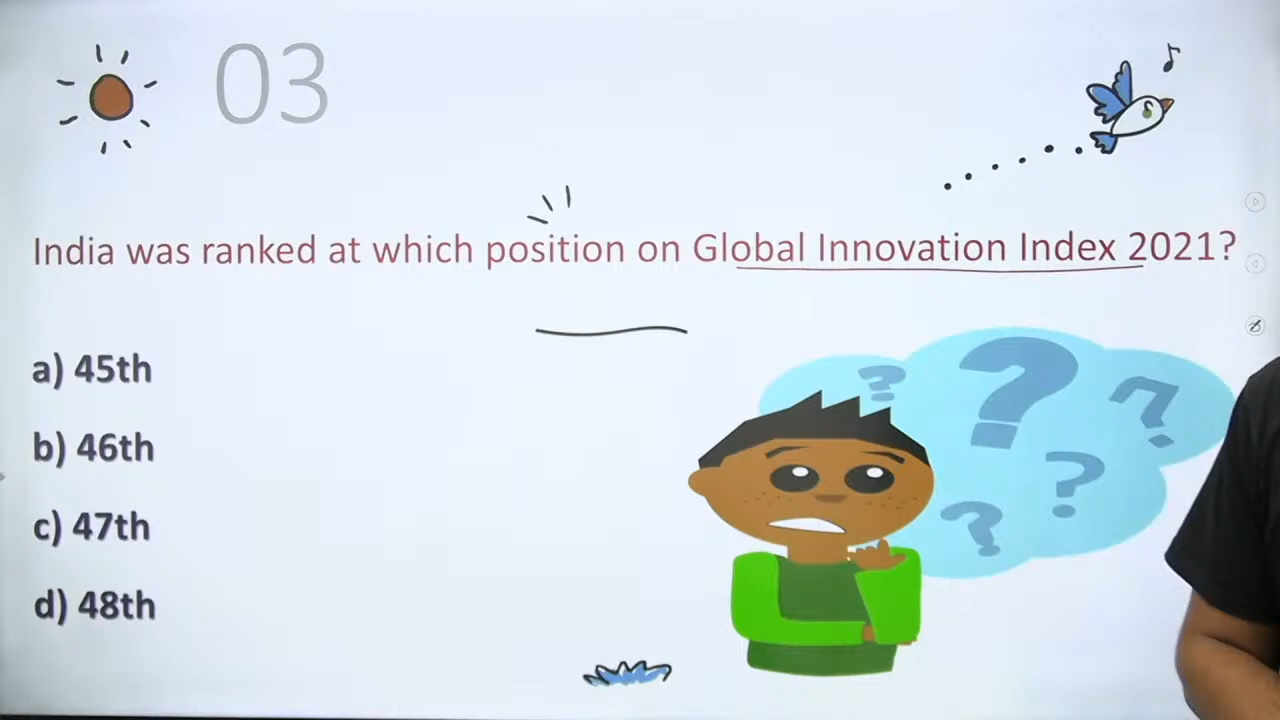 03
India was ranked at which position on Global Innovation Index 2021?
a) 45th
b) 46th
c) 47th
d) 48th